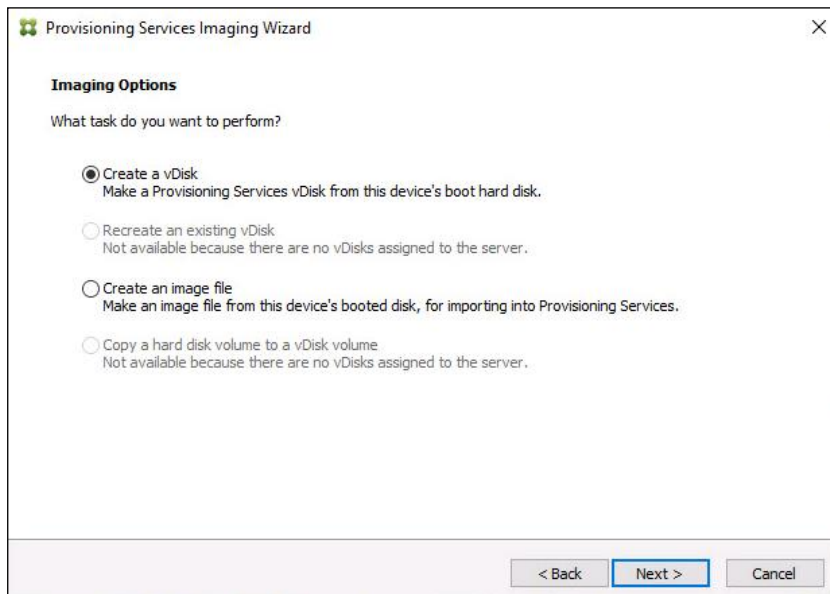 Provisioning Services Imaging Wizard
Imaging Options
What task do you want to perform?
Create a vDisk
Make a Provisioning Services vDisk from this device's boot hard disk.
Recreate an existing vDisk
Not available because there are no vDisks assigned to the server.
Create an image file
Make an image file from this device's booted disk, for importing into Provisioning Services.
Copy a hard disk volume to a vDisk volume
Not available because there are no vDisks assigned to the server.
< Back Next > Cancel